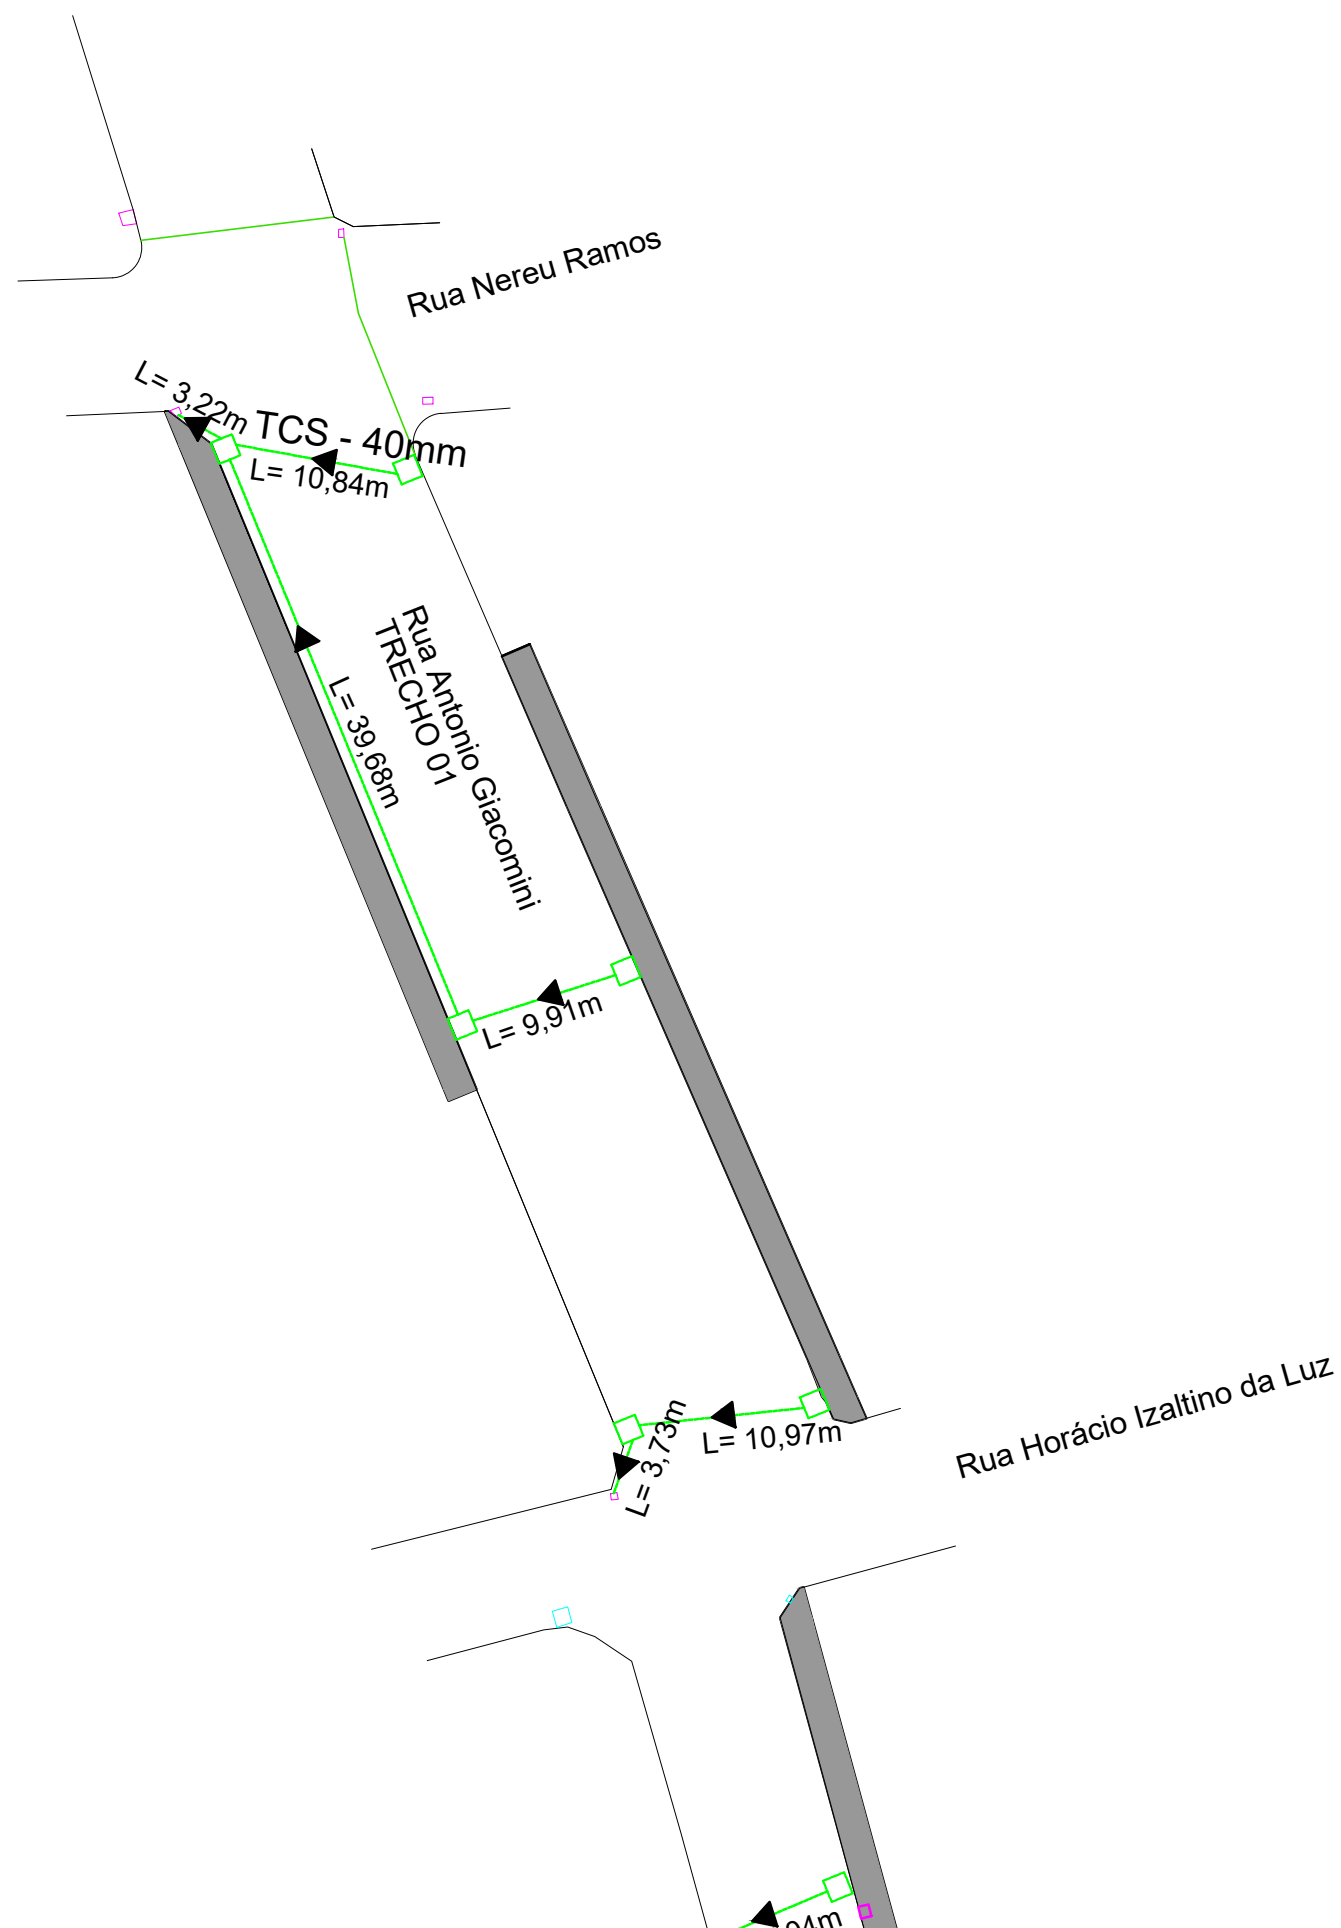 Rua Nereu Ramos
L= 3,22m
TCS - 40mm
L= 10,84m
Rua Antonio Giacomini
TRECHO 01
L= 39,68m
L= 9,91m
Rua Horácio Izaltino da Luz
L= 3,73m
L= 10,97m